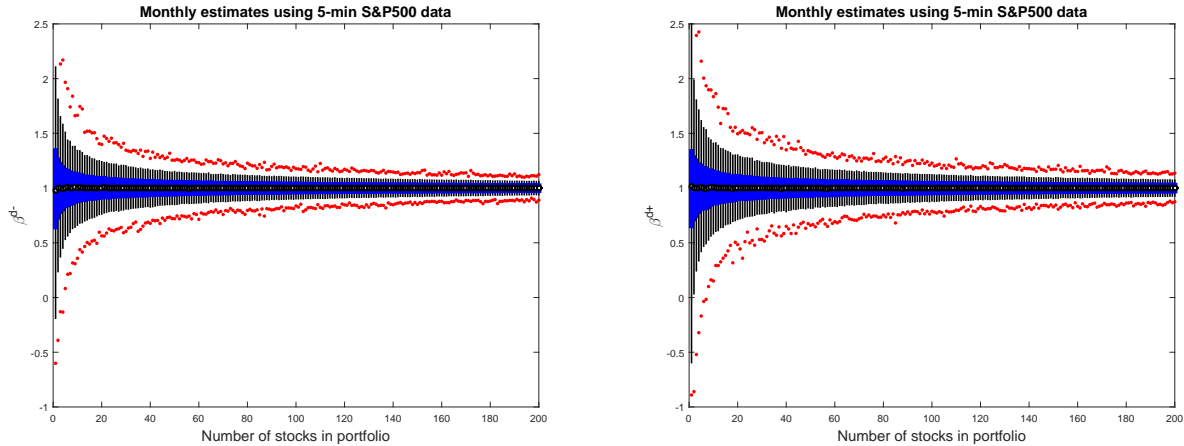 Monthly estimates using 5-min S&P500 data
2.5
2
1.5
1
0.5
0
-0.5
-1
β^d-
0 20 40 60 80 100 120 140 160 180 200
Number of stocks in portfolio
Monthly estimates using 5-min S&P500 data
2.5
2
1.5
1
0.5
0
-0.5
-1
β^d+
0 20 40 60 80 100 120 140 160 180 200
Number of stocks in portfolio